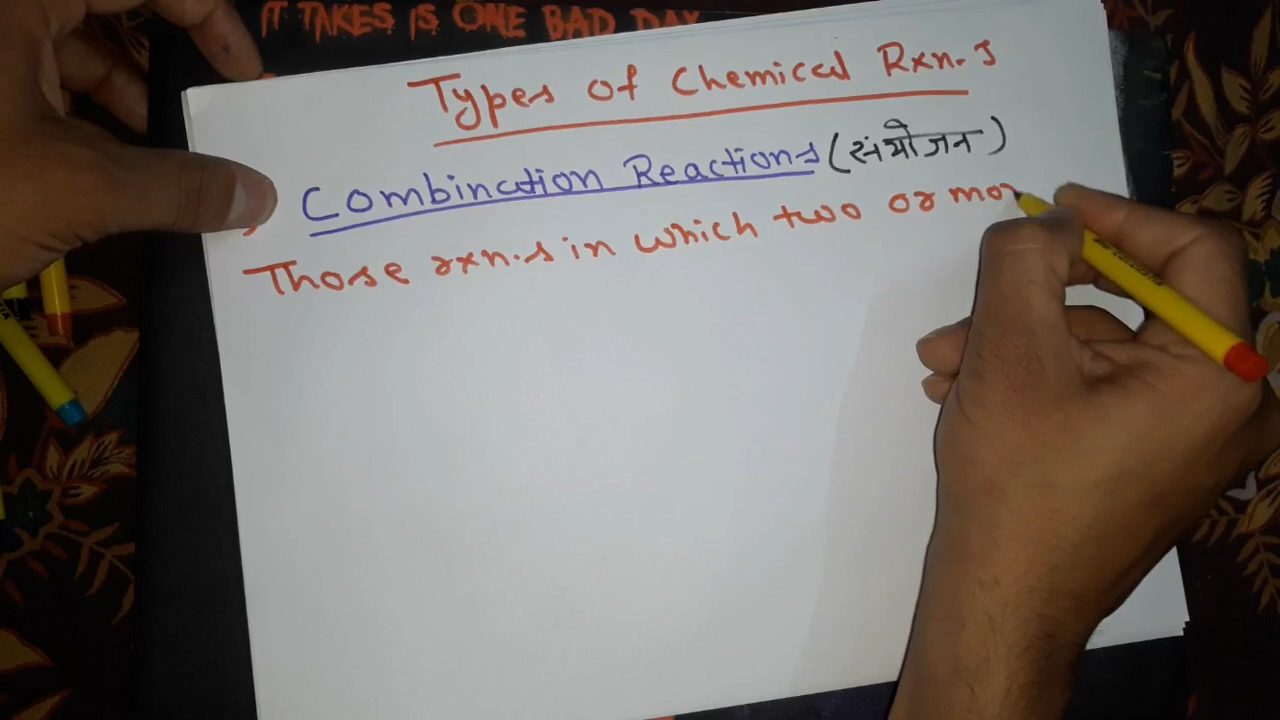 IT TAKES IS ONE BAD DAY
Types of Chemical Rxn.s
Combination Reactions (संयोजन)
Those rxn.s in which two or mor